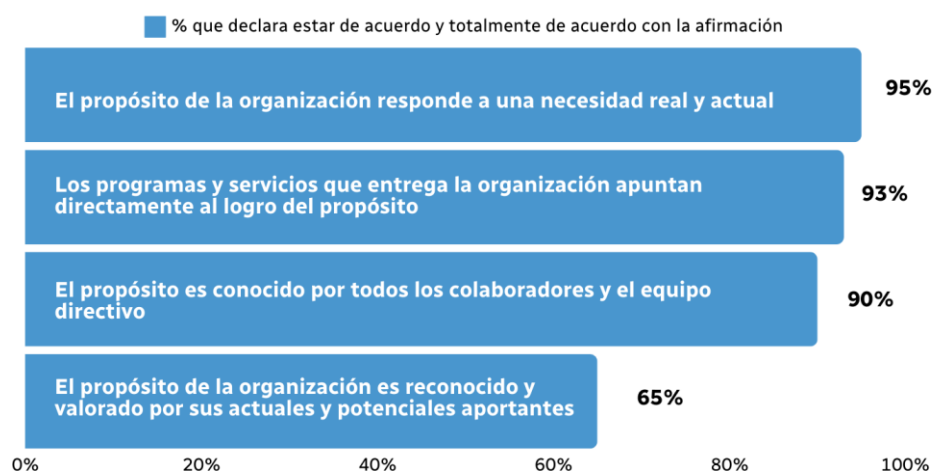 % que declara estar de acuerdo y totalmente de acuerdo con la afirmación
El propósito de la organización responde a una necesidad real y actual
95%
Los programas y servicios que entrega la organización apuntan
directamente al logro del propósito
93%
El propósito es conocido por todos los colaboradores y el equipo
directivo
90%
El propósito de la organización es reconocido y
valorado por sus actuales y potenciales aportantes
65%
0% 20% 40% 60% 80% 100%